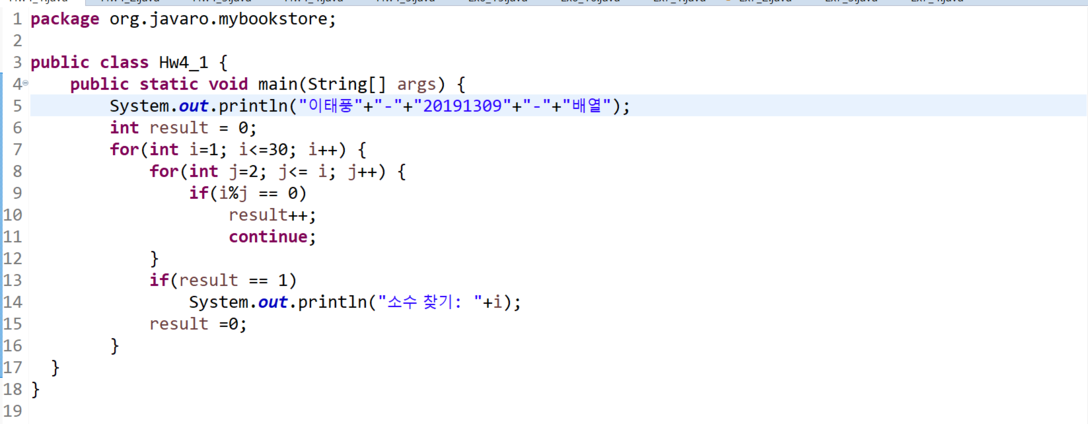 1 package org.javaro.mybookstore;
2
3 public class Hw4_1 {
4     public static void main(String[] args) {
5         System.out.println("이태풍"+"-"+"20191309"+"-"+"배열");
6         int result = 0;
7         for(int i=1; i<=30; i++) {
8             for(int j=2; j<= i; j++) {
9                 if(i%j == 0)
10                     result++;
11                     continue;
12             }
13             if(result == 1)
14                 System.out.println("소수 찾기: "+i);
15             result =0;
16         }
17   }
18 }
19